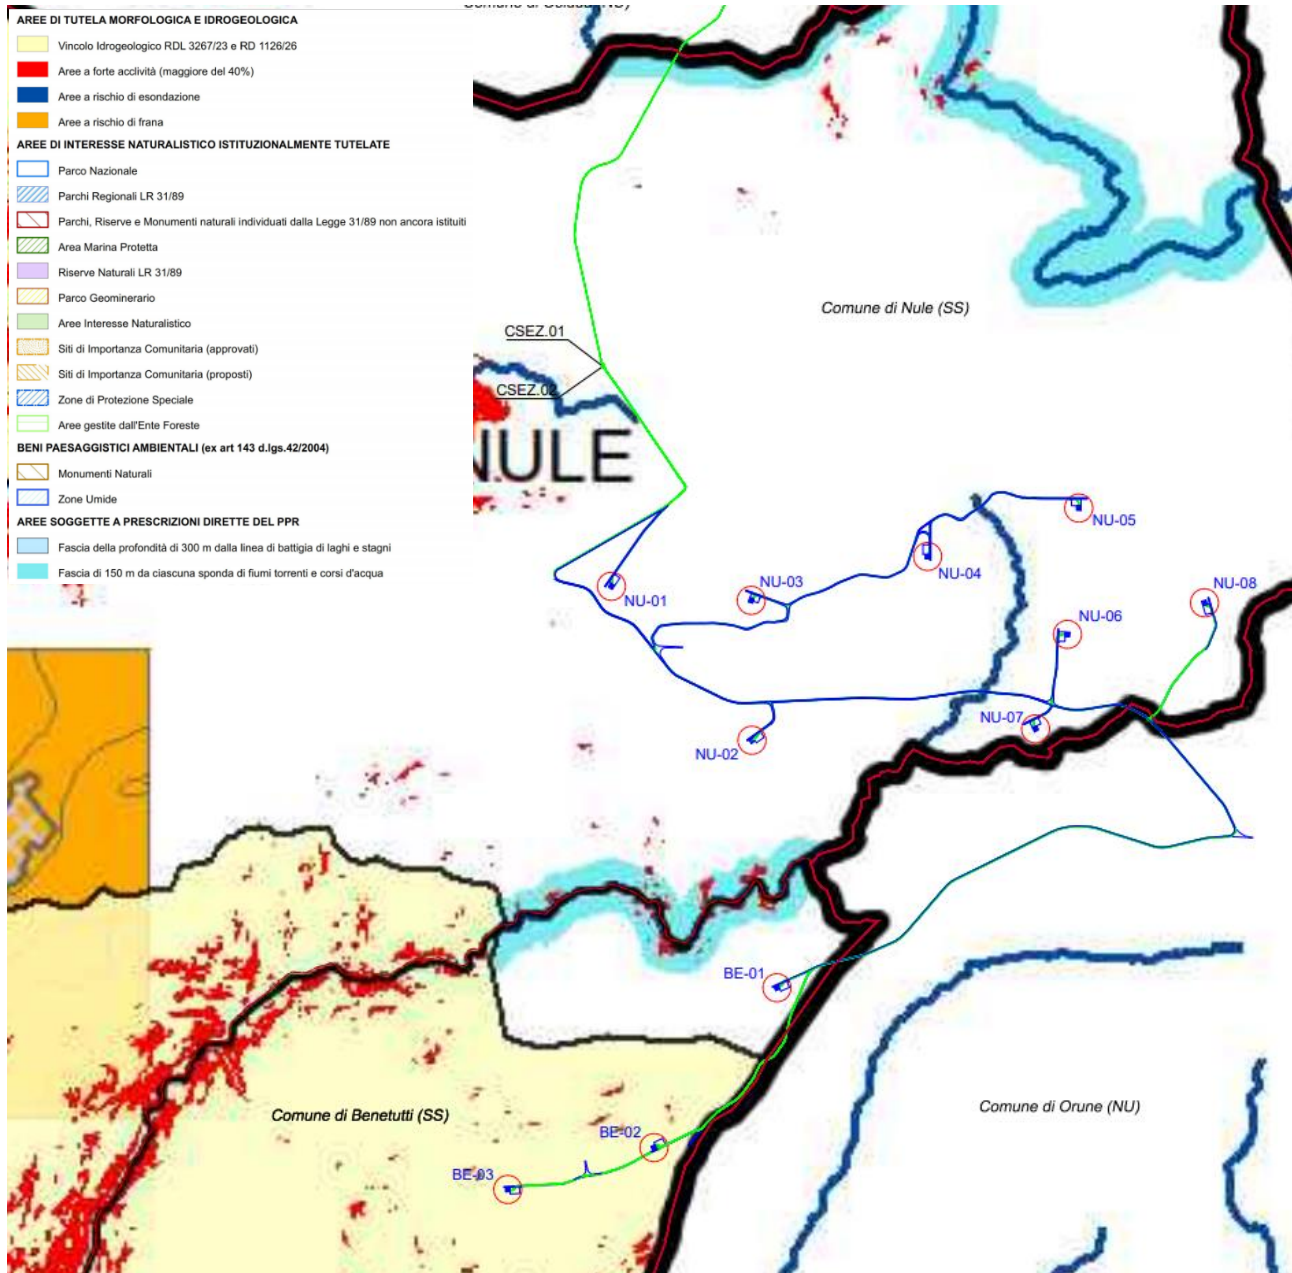 AREE DI TUTELA MORFOLOGICA E IDROGEOLOGICA
Vincolo Idrogeologico RDL 3267/23 e RD 1126/26
Aree a forte acclività (maggiore del 40%)
Aree a rischio di esondazione
Aree a rischio di frana
AREE DI INTERESSE NATURALISTICO ISTITUZIONALMENTE TUTELATE
Parco Nazionale
Parchi Regionali LR 31/89
Parchi, Riserve e Monumenti naturali individuati dalla Legge 31/89 non ancora istituiti
Area Marina Protetta
Riserve Naturali LR 31/89
Parco Geominerario
Aree Interesse Naturalistico
Siti di Importanza Comunitaria (approvati)
Siti di Importanza Comunitaria (proposti)
Zone di Protezione Speciale
Aree gestite dall'Ente Foreste
BENI PAESAGGISTICI AMBIENTALI (ex art 143 d.lgs.42/2004)
Monumenti Naturali
Zone Umide
AREE SOGGETTE A PRESCRIZIONI DIRETTE DEL PPR
Fascia della profondità di 300 m dalla linea di battigia di laghi e stagni
Fascia di 150 m da ciascuna sponda di fiumi torrenti e corsi d'acqua
Comune di Nule (SS)
CSEZ.01
CSEZ.02
NULE
NU-05
NU-04
NU-03
NU-01
NU-08
NU-06
NU-07
NU-02
BE-01
Comune di Orune (NU)
Comune di Benetutti (SS)
BE-02
BE-03